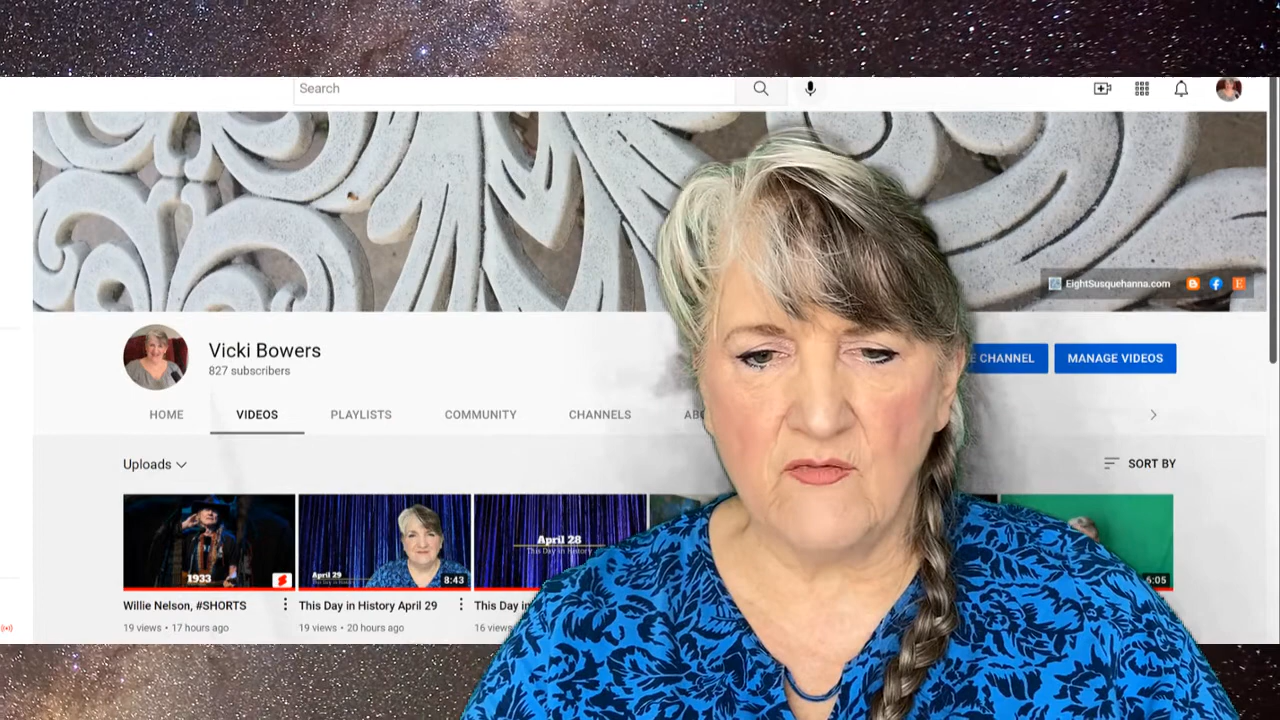 Search
EightSusquehanna.com
Vicki Bowers
827 subscribers
CHANNEL
MANAGE VIDEOS
HOME
VIDEOS
PLAYLISTS
COMMUNITY
CHANNELS
Uploads
SORT BY
1933
April 29
This Day in History
8:43
April 28
This Day in History
6:05
Willie Nelson, #SHORTS
This Day in History April 29
This Day in
19 views • 17 hours ago
19 views • 20 hours ago
16 views